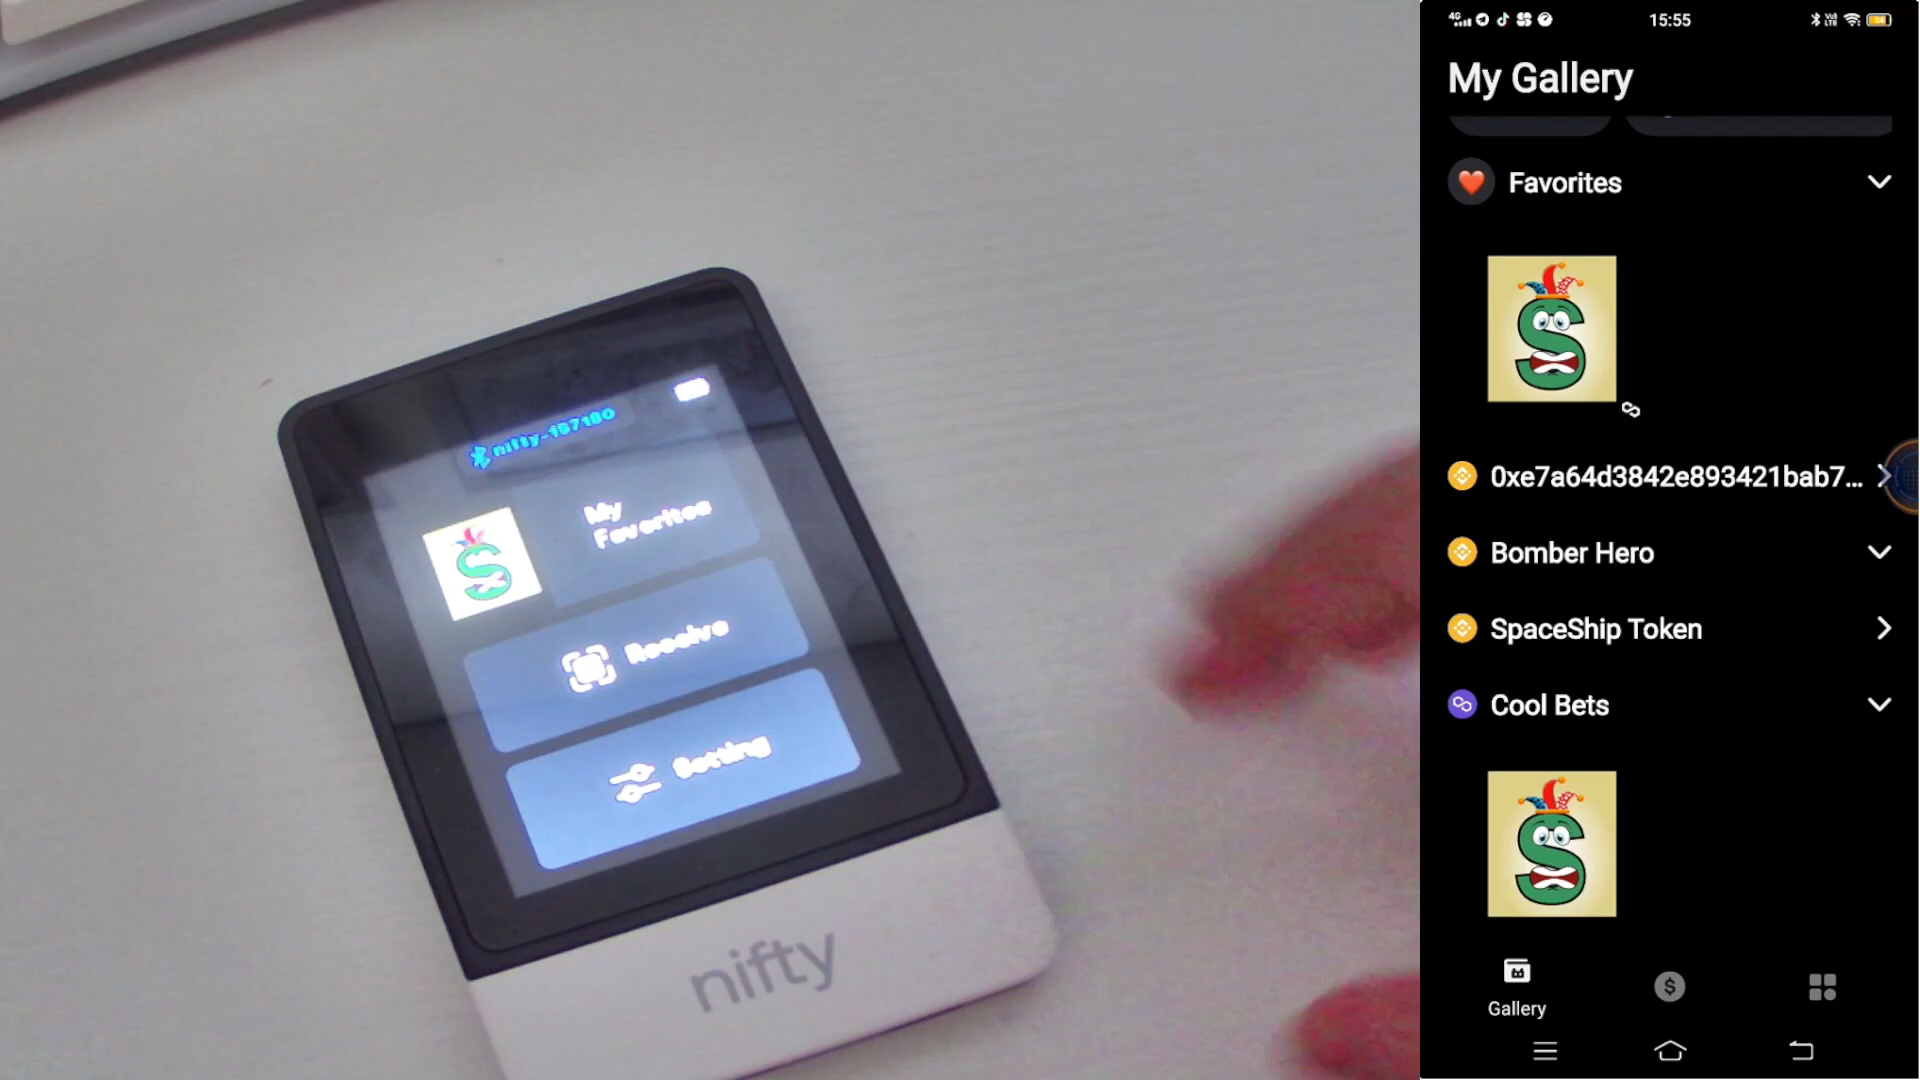 nifty-197180
My
Favorites
Receive
Setting
nifty
4G
15:55
My Gallery
Favorites
0xe7a64d3842e893421bab7...
Bomber Hero
SpaceShip Token
Cool Bets
Gallery